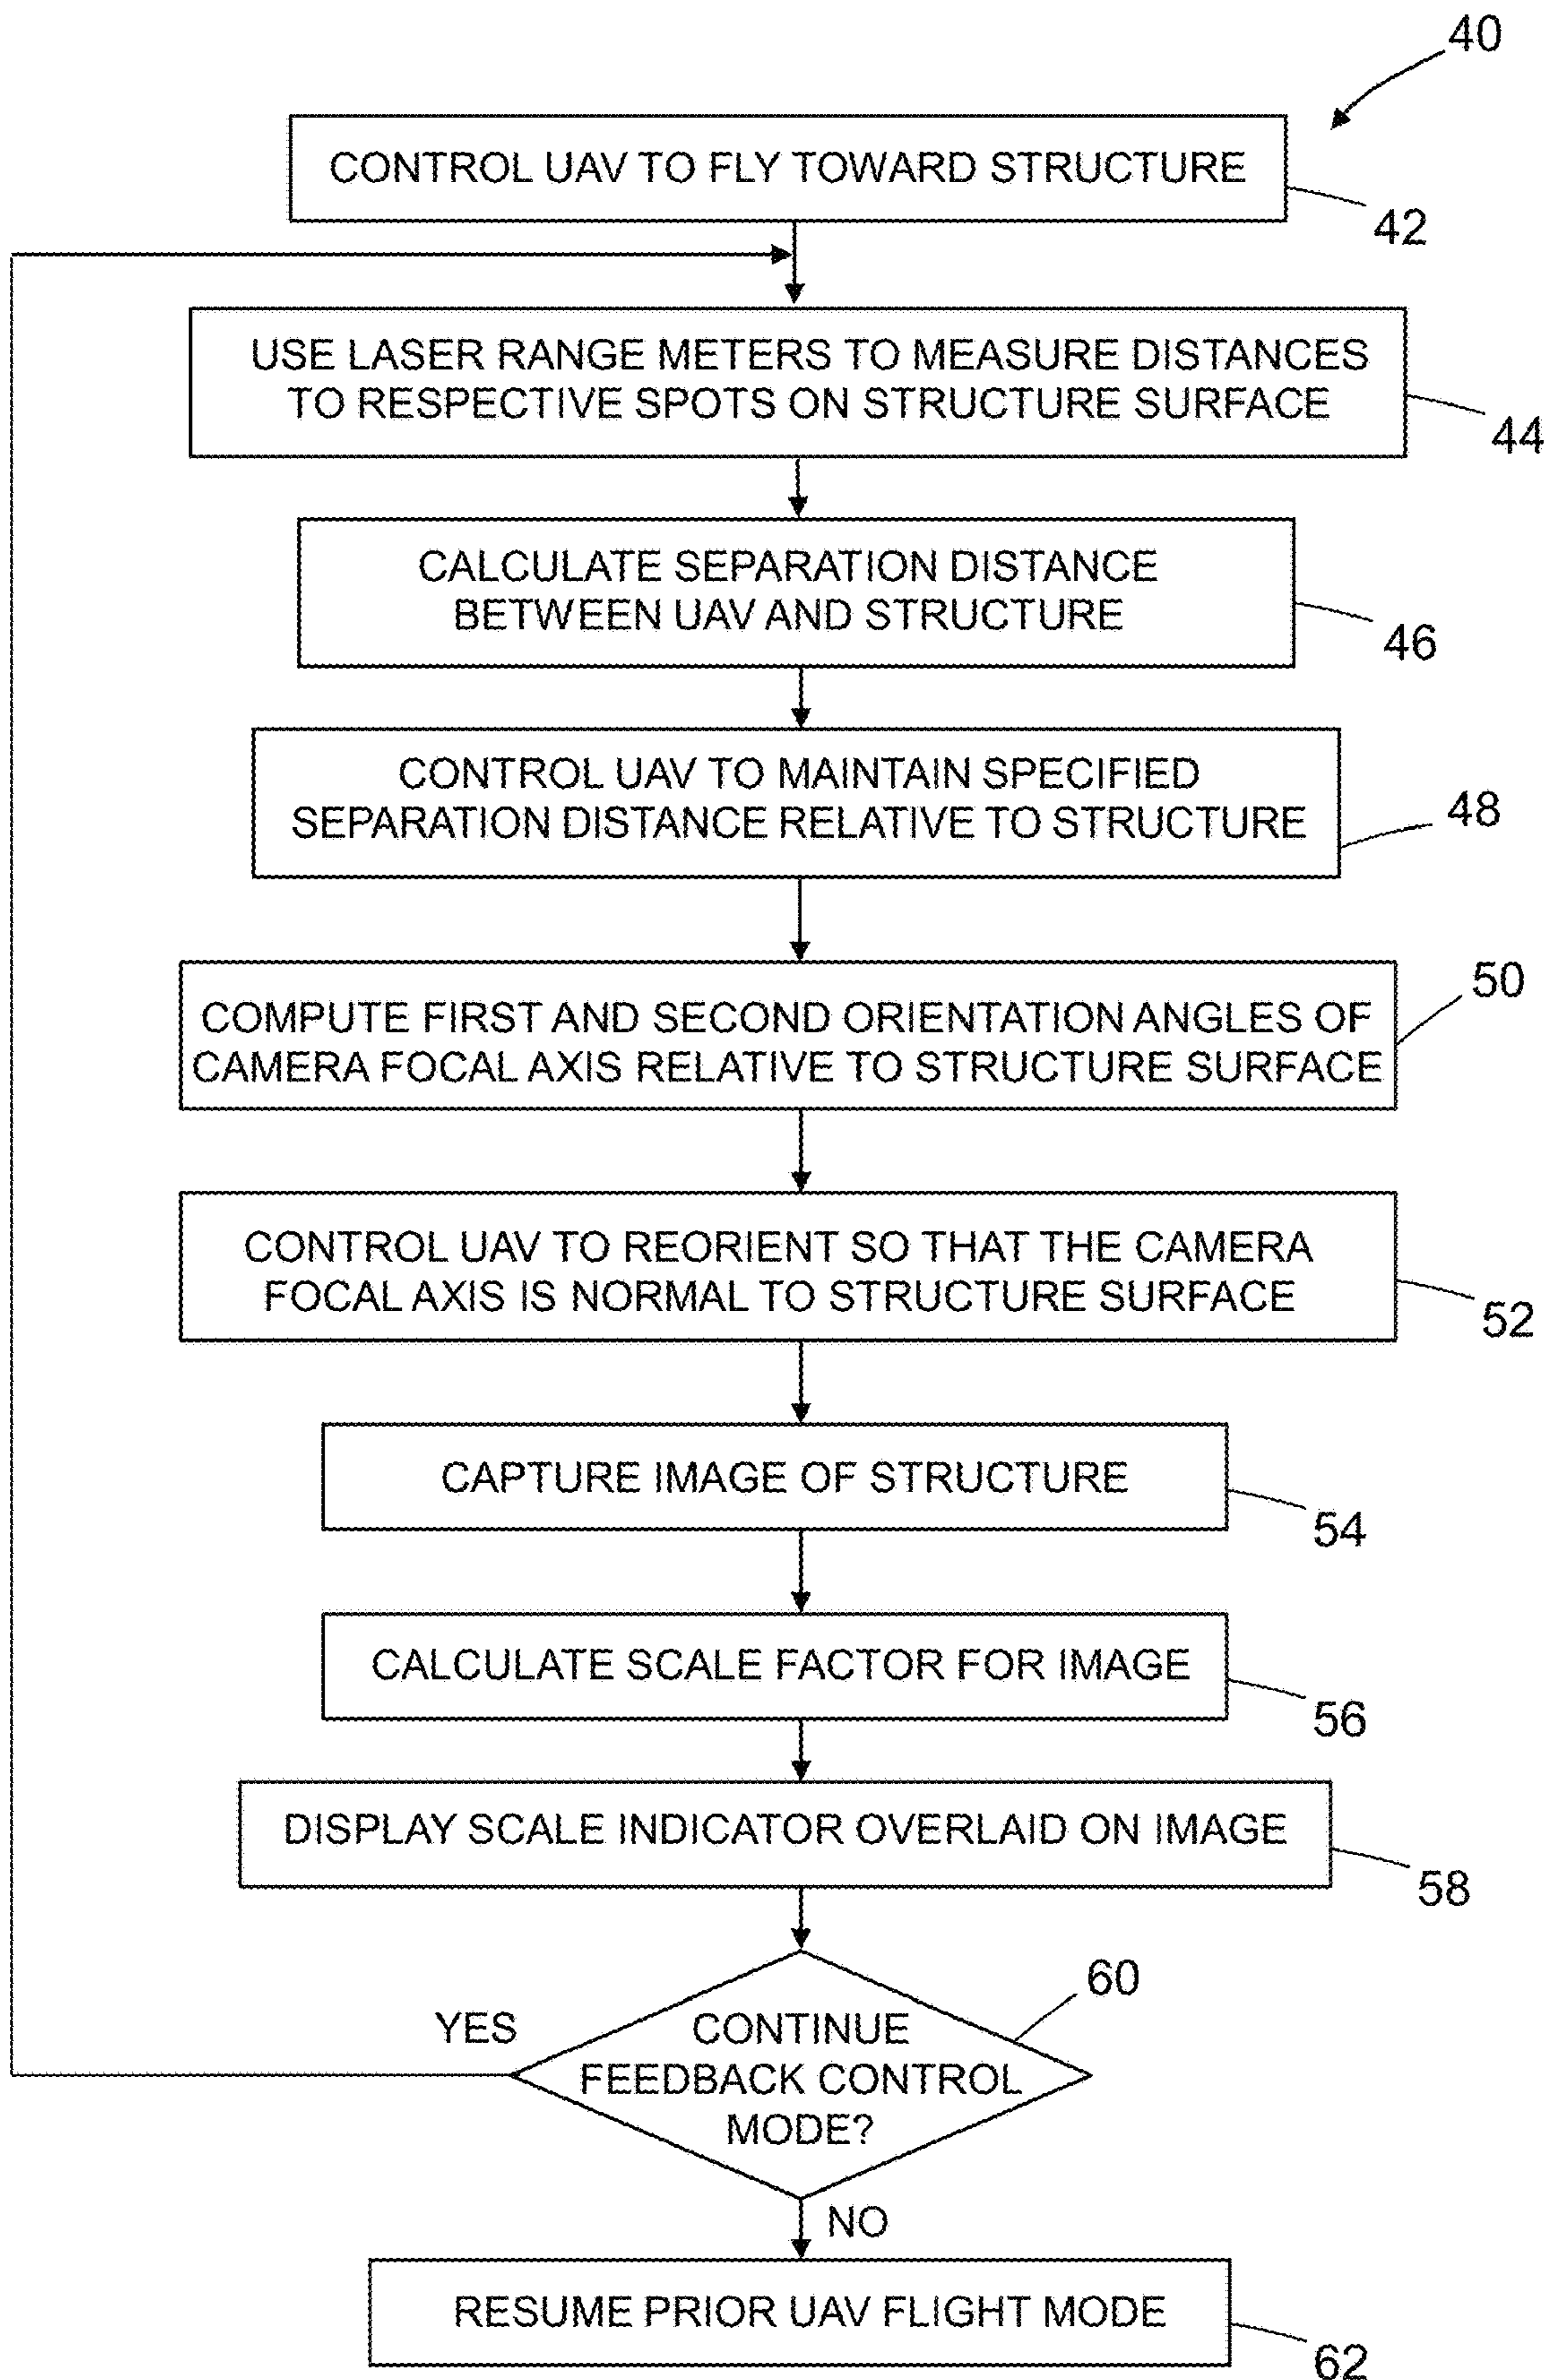 40
CONTROL UAV TO FLY TOWARD STRUCTURE
42
USE LASER RANGE METERS TO MEASURE DISTANCES
TO RESPECTIVE SPOTS ON STRUCTURE SURFACE
44
CALCULATE SEPARATION DISTANCE
BETWEEN UAV AND STRUCTURE
46
CONTROL UAV TO MAINTAIN SPECIFIED
SEPARATION DISTANCE RELATIVE TO STRUCTURE
48
COMPUTE FIRST AND SECOND ORIENTATION ANGLES OF
CAMERA FOCAL AXIS RELATIVE TO STRUCTURE SURFACE
50
CONTROL UAV TO REORIENT SO THAT THE CAMERA
FOCAL AXIS IS NORMAL TO STRUCTURE SURFACE
52
CAPTURE IMAGE OF STRUCTURE
54
CALCULATE SCALE FACTOR FOR IMAGE
56
DISPLAY SCALE INDICATOR OVERLAID ON IMAGE
58
60
YES
CONTINUE
FEEDBACK CONTROL
MODE?
NO
RESUME PRIOR UAV FLIGHT MODE
62